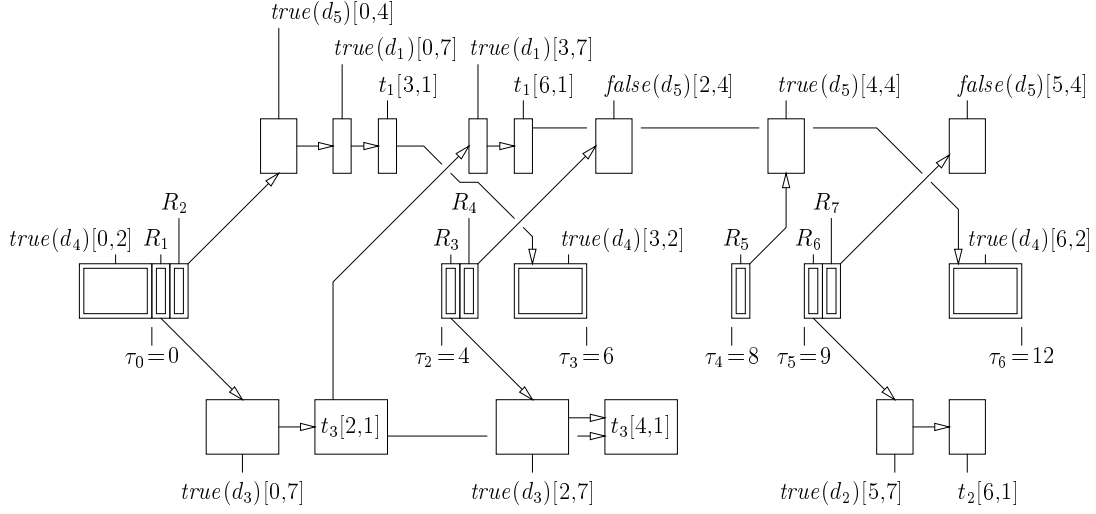 true(d₅)[0,4]
true(d₁)[0,7] true(d₁)[3,7]
t₁[3,1] t₁[6,1] false(d₅)[2,4] true(d₅)[4,4] false(d₅)[5,4]
R₂ R₄ R₇
true(d₄)[0,2] R₁ R₃ true(d₄)[3,2] R₅ R₆ true(d₄)[6,2]
τ₀=0 τ₂=4 τ₃=6 τ₄=8 τ₅=9 τ₆=12
t₃[2,1] t₃[4,1]
true(d₃)[0,7] true(d₃)[2,7] true(d₂)[5,7] t₂[6,1]